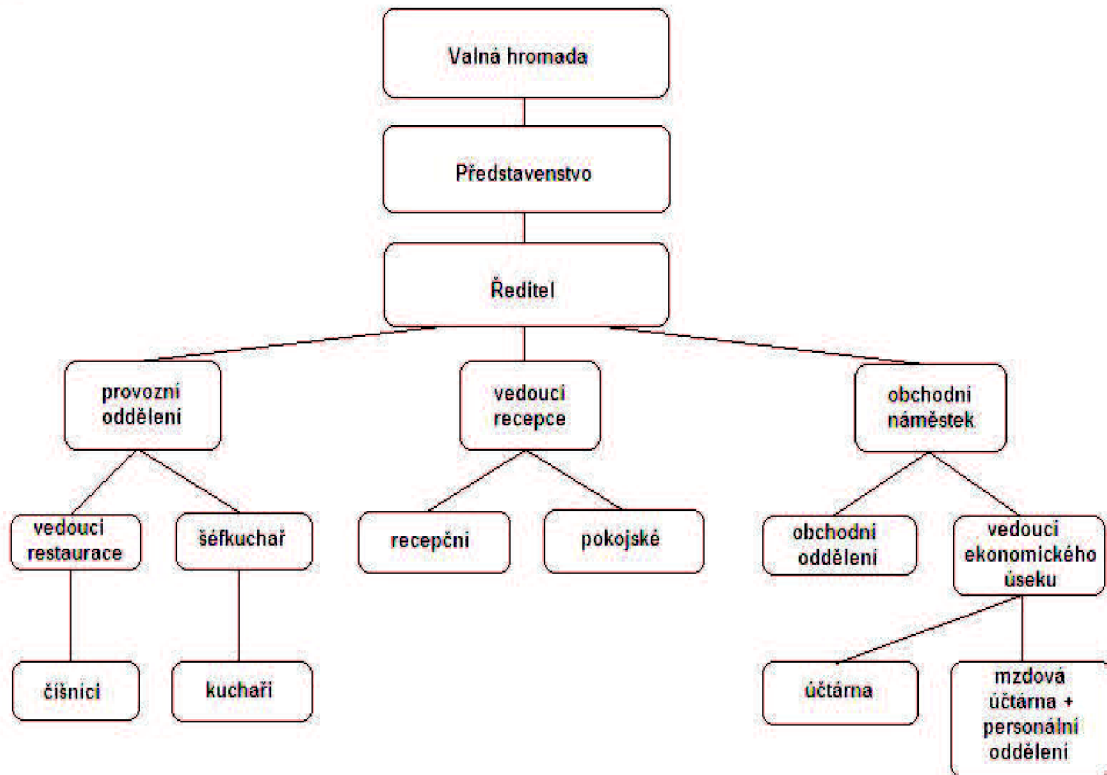 Valná hromada
Představenstvo
Ředitel
provozní
oddělení
vedoucí
recepce
obchodní
náměstek
vedoucí
restaurace
šéfkuchař
recepční
pokojské
obchodní
oddělení
vedoucí
ekonomického
úseku
číšníci
kuchaři
účtárna
mzdová
účtárna +
personální
oddělení